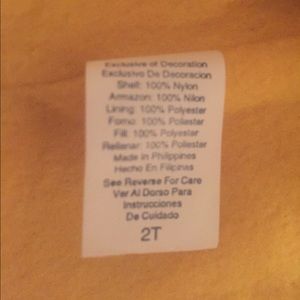 Exclusive of Decoration
Exclusivo De Decoracion
Shell: 100% Nylon
Armazon: 100% Nilon
Lining: 100% Polyester
Forro: 100% Poliester
Fill: 100% Polyester
Rellenar: 100% Poliester
Made In Philippines
Hecho En Filipinas
See Reverse For Care
Ver Al Dorso Para
Instrucciones
De Cuidado
2T